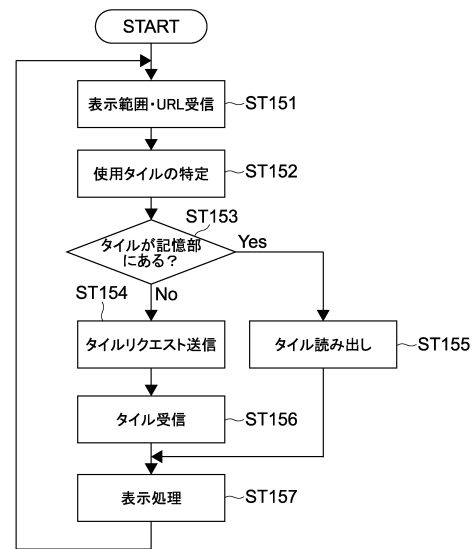 START
表示範囲・URL受信
ST151
使用タイルの特定
ST152
ST153
タイルが記憶部
にある?
Yes
No
ST154
タイルリクエスト送信
タイル読み出し
ST155
タイル受信
ST156
表示処理
ST157